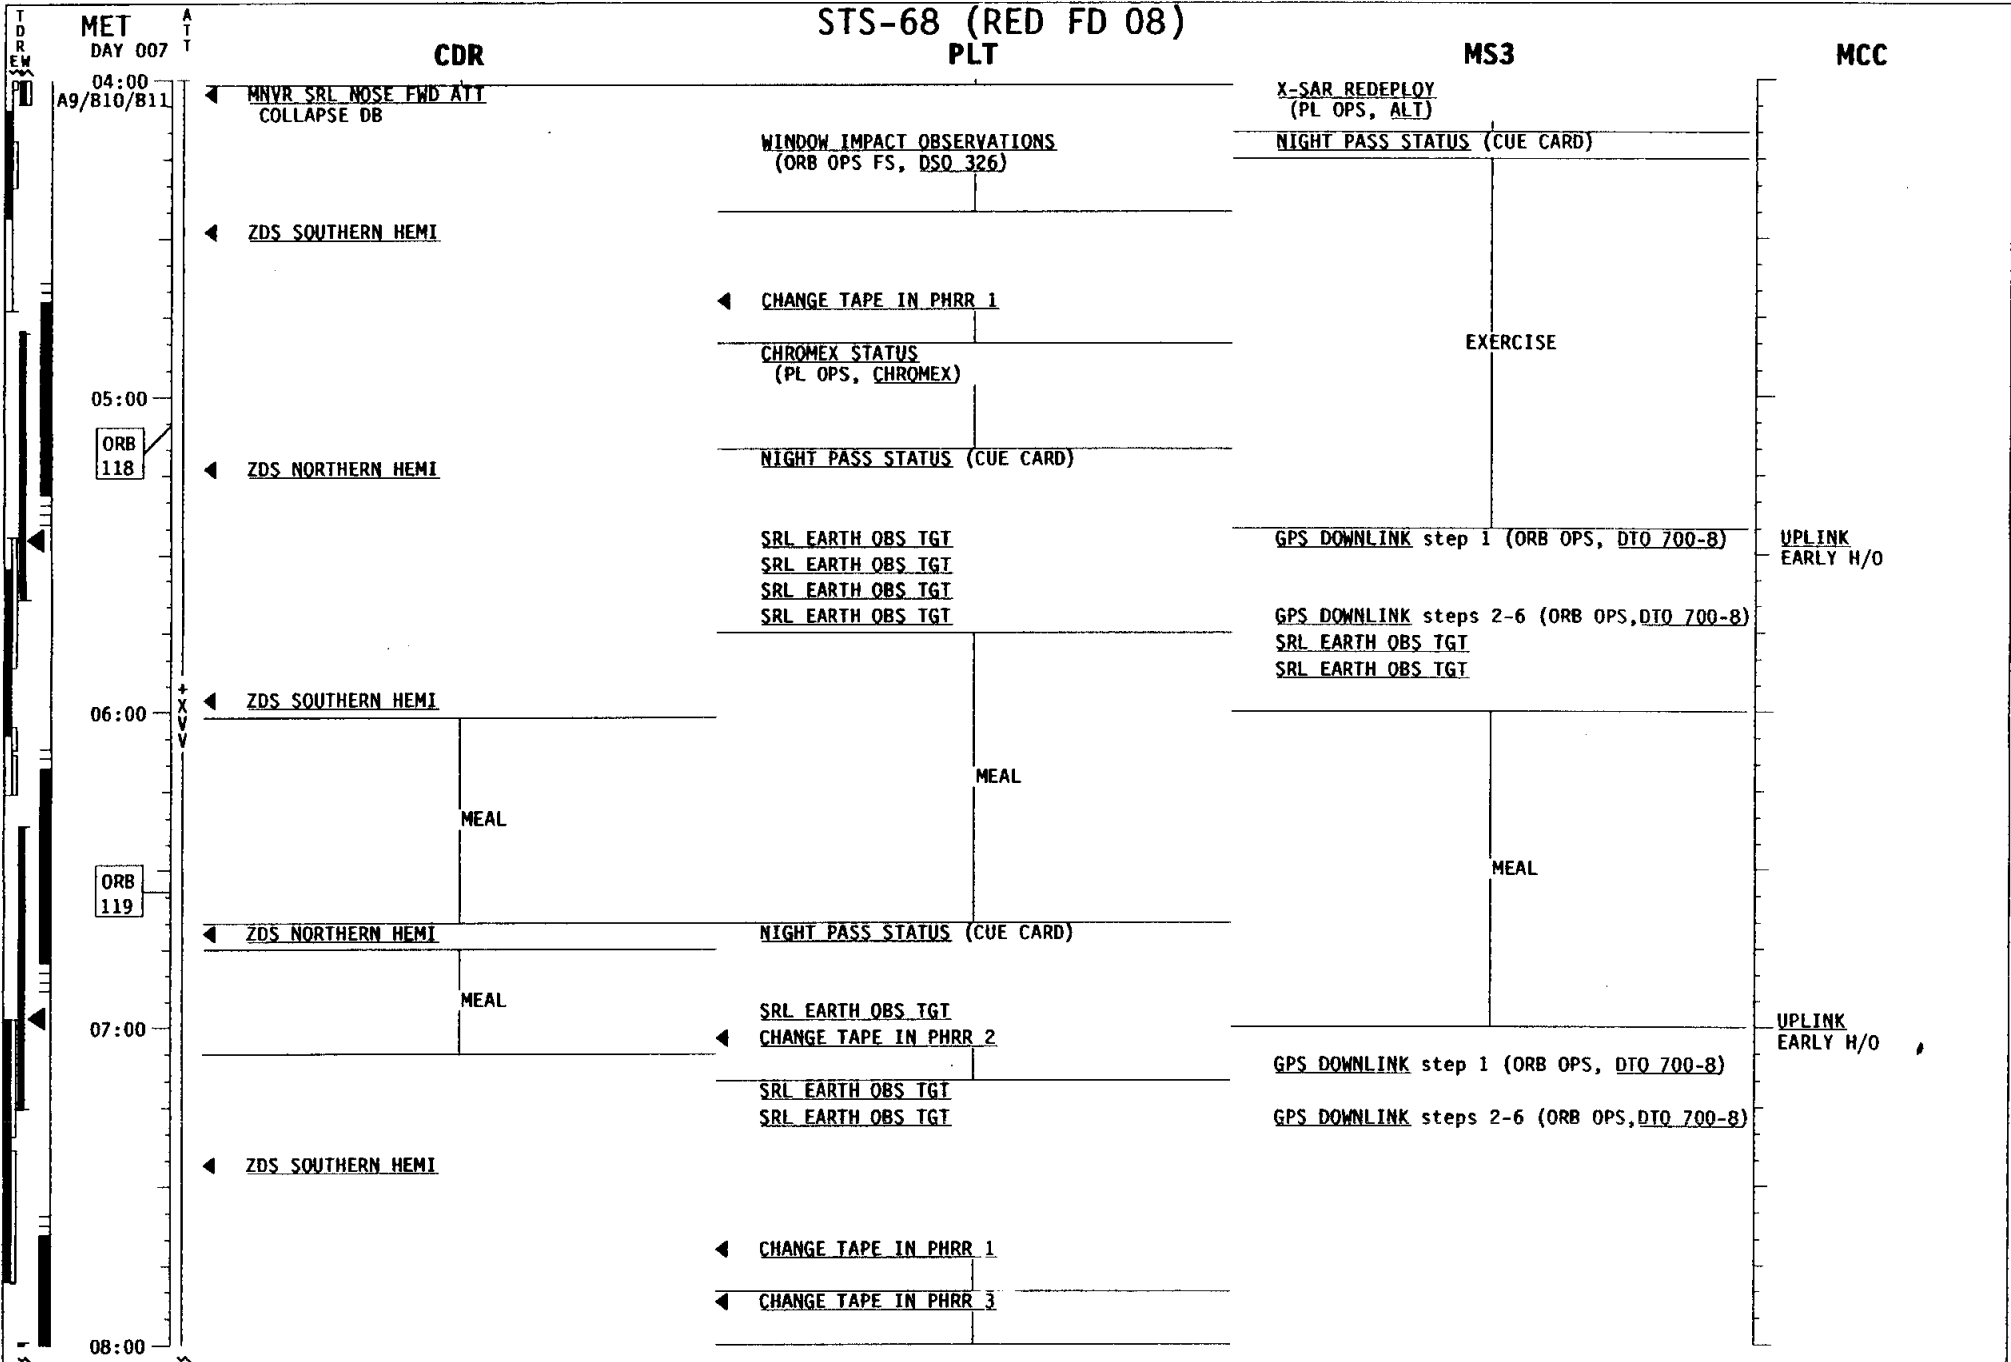 STS-68 (RED FD 08)
TDRS
E W
MET
DAY 007
ATT
CDR
PLT
MS3
MCC
04:00
A9/B10/B11
MNVR SRL NOSE FWD ATT
COLLAPSE DB
X-SAR REDEPLOY
(PL OPS, ALT)
WINDOW IMPACT OBSERVATIONS
(ORB OPS FS, DSO 326)
NIGHT PASS STATUS (CUE CARD)
ZDS SOUTHERN HEMI
CHANGE TAPE IN PHRR 1
EXERCISE
CHROMEX STATUS
(PL OPS, CHROMEX)
05:00
ORB
118
ZDS NORTHERN HEMI
NIGHT PASS STATUS (CUE CARD)
SRL EARTH OBS TGT
SRL EARTH OBS TGT
SRL EARTH OBS TGT
SRL EARTH OBS TGT
GPS DOWNLINK step 1 (ORB OPS, DTO 700-8)
UPLINK
EARLY H/O
GPS DOWNLINK steps 2-6 (ORB OPS,DTO 700-8)
SRL EARTH OBS TGT
SRL EARTH OBS TGT
+XVV
ZDS SOUTHERN HEMI
06:00
MEAL
MEAL
MEAL
ORB
119
ZDS NORTHERN HEMI
NIGHT PASS STATUS (CUE CARD)
MEAL
SRL EARTH OBS TGT
07:00
CHANGE TAPE IN PHRR 2
UPLINK
EARLY H/O
GPS DOWNLINK step 1 (ORB OPS, DTO 700-8)
SRL EARTH OBS TGT
SRL EARTH OBS TGT
GPS DOWNLINK steps 2-6 (ORB OPS,DTO 700-8)
ZDS SOUTHERN HEMI
CHANGE TAPE IN PHRR 1
CHANGE TAPE IN PHRR 3
08:00